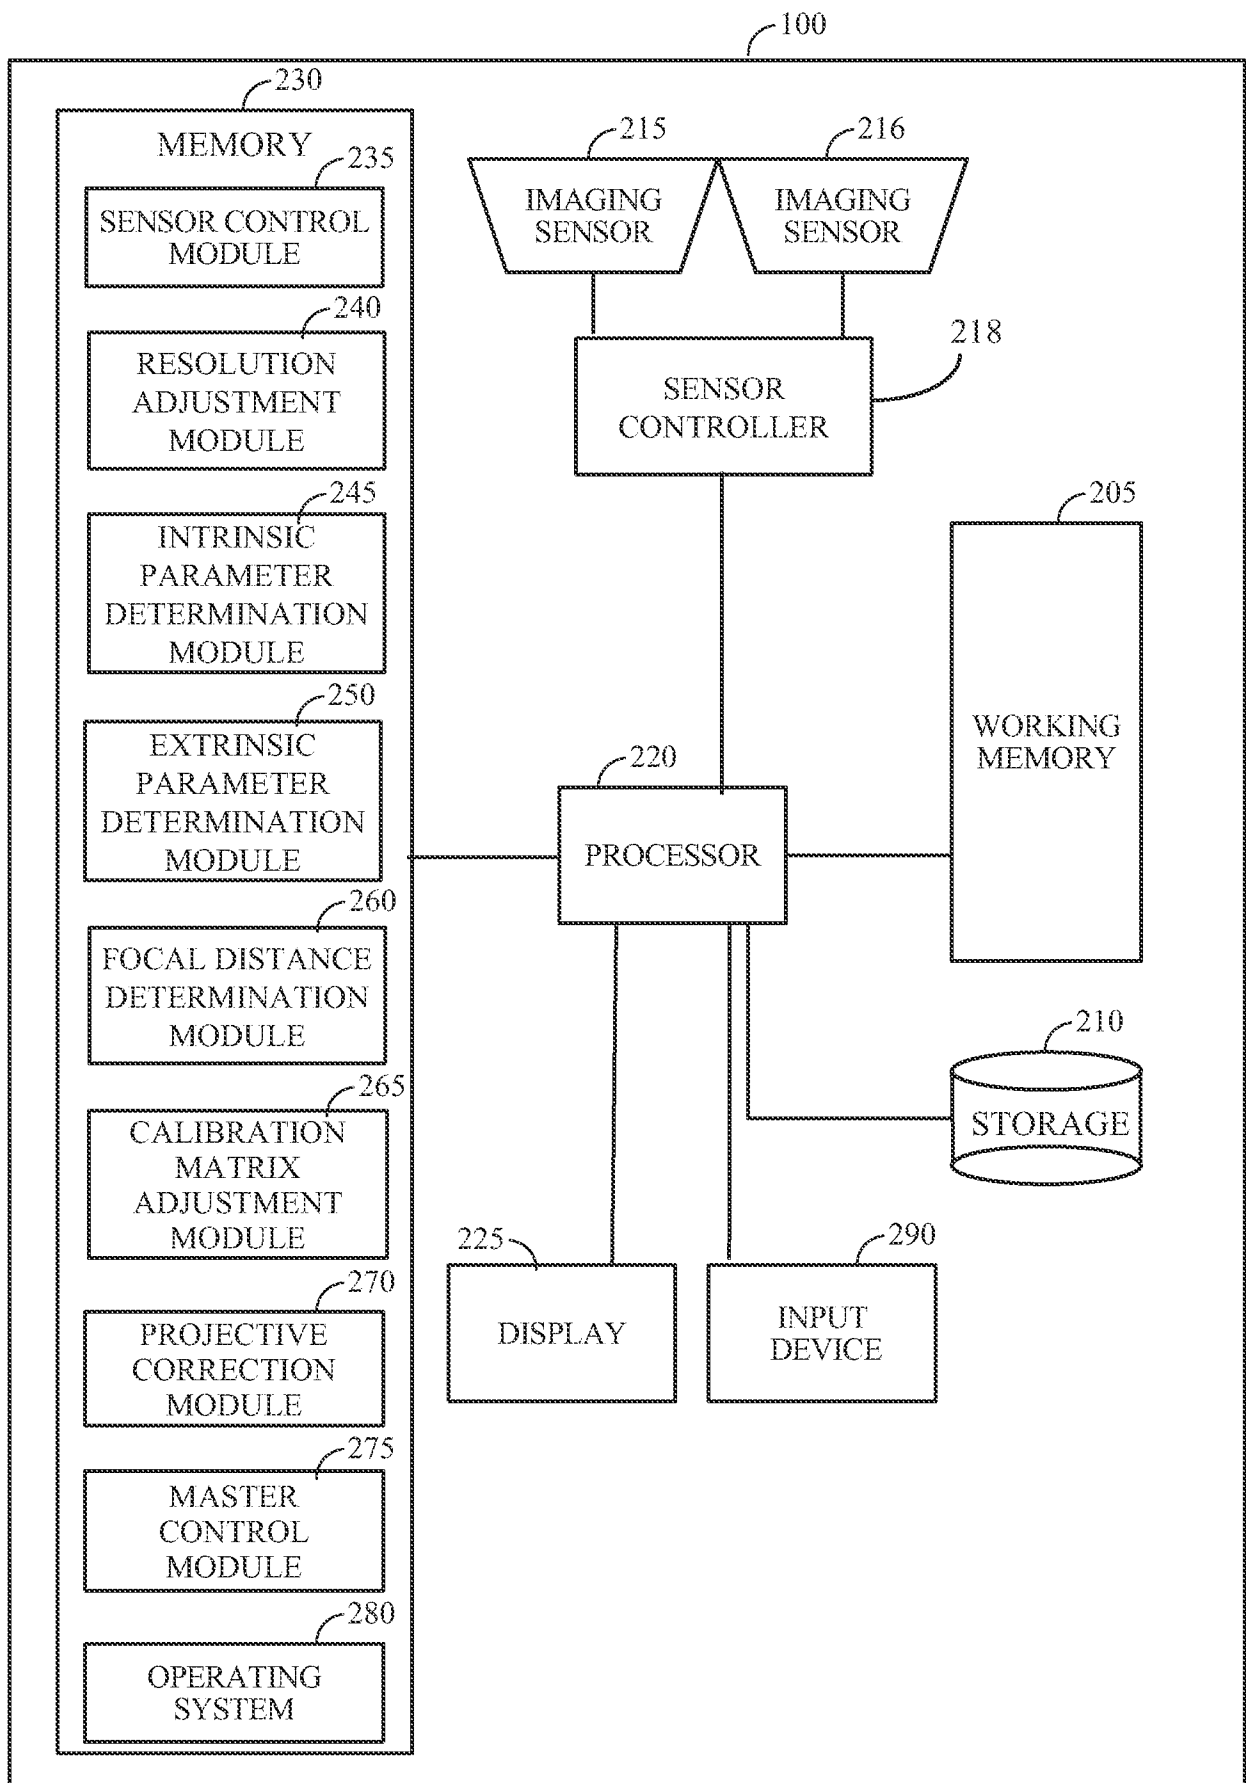 100
230
MEMORY
235
SENSOR CONTROL
MODULE
240
RESOLUTION
ADJUSTMENT
MODULE
245
INTRINSIC
PARAMETER
DETERMINATION
MODULE
250
EXTRINSIC
PARAMETER
DETERMINATION
MODULE
260
FOCAL DISTANCE
DETERMINATION
MODULE
265
CALIBRATION
MATRIX
ADJUSTMENT
MODULE
270
PROJECTIVE
CORRECTION
MODULE
275
MASTER
CONTROL
MODULE
280
OPERATING
SYSTEM
215
IMAGING
SENSOR
216
IMAGING
SENSOR
218
SENSOR
CONTROLLER
205
WORKING
MEMORY
220
PROCESSOR
210
STORAGE
225
DISPLAY
290
INPUT
DEVICE